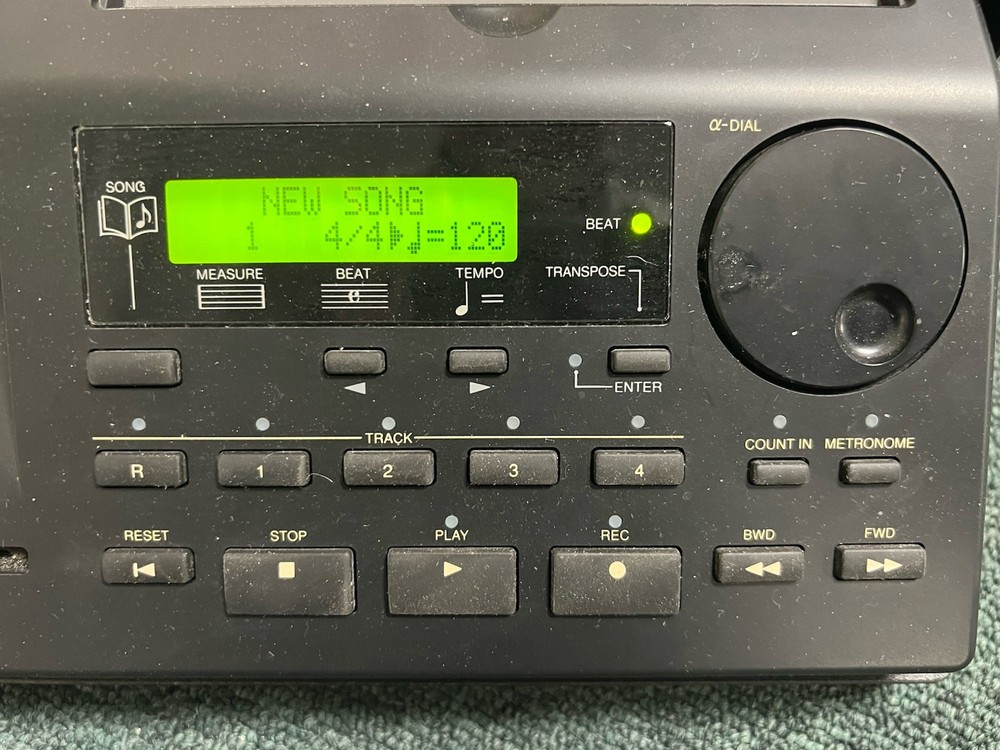 α-DIAL
SONG
NEW SONG
1 4/4 ♩=120
BEAT
MEASURE BEAT TEMPO TRANSPOSE
ENTER
TRACK
COUNT IN METRONOME
R 1 2 3 4
RESET STOP PLAY REC BWD FWD